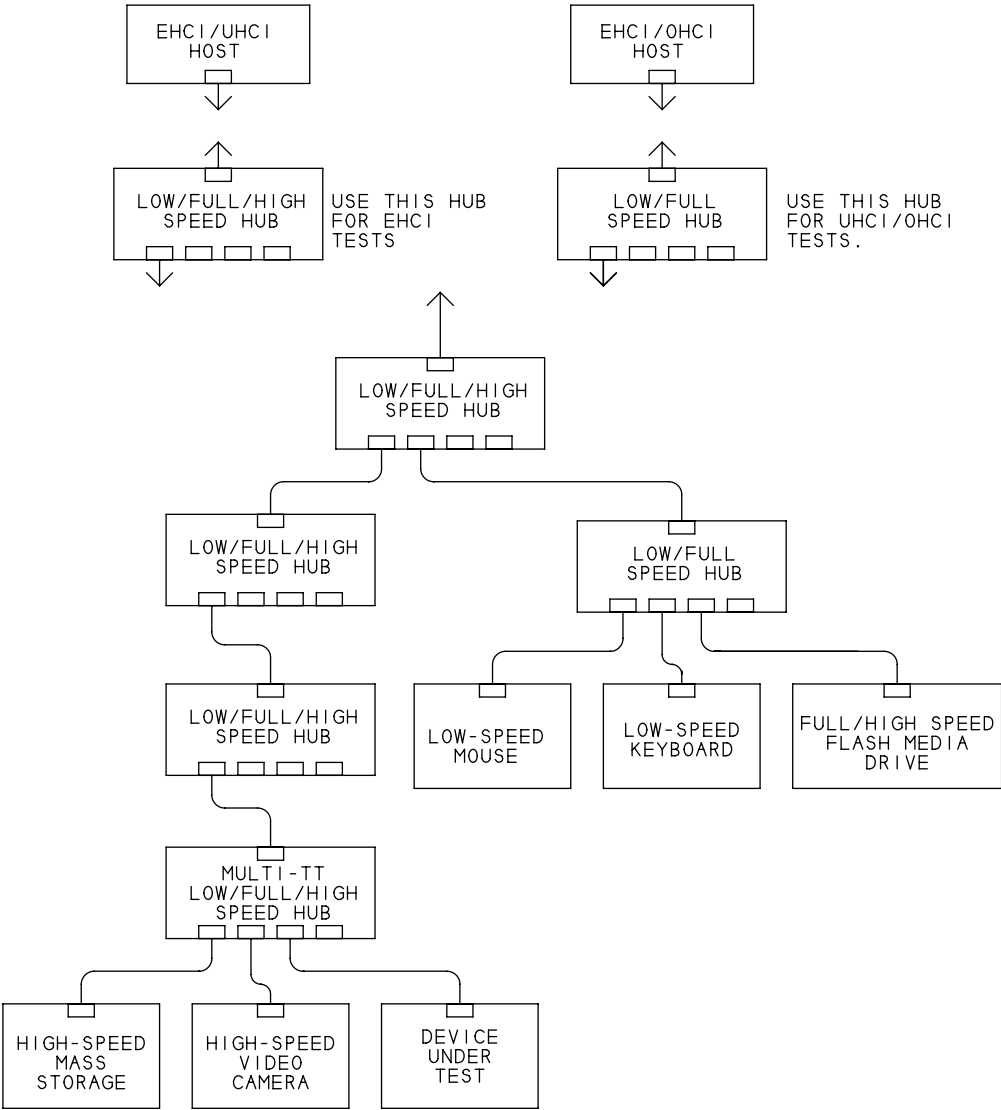 EHCI/UHCI
HOST
EHCI/OHCI
HOST
LOW/FULL/HIGH
SPEED HUB
USE THIS HUB
FOR EHCI
TESTS
LOW/FULL
SPEED HUB
USE THIS HUB
FOR UHCI/OHCI
TESTS.
LOW/FULL/HIGH
SPEED HUB
LOW/FULL/HIGH
SPEED HUB
LOW/FULL
SPEED HUB
LOW/FULL/HIGH
SPEED HUB
LOW-SPEED
MOUSE
LOW-SPEED
KEYBOARD
FULL/HIGH SPEED
FLASH MEDIA
DRIVE
MULTI-TT
LOW/FULL/HIGH
SPEED HUB
HIGH-SPEED
MASS
STORAGE
HIGH-SPEED
VIDEO
CAMERA
DEVICE
UNDER
TEST